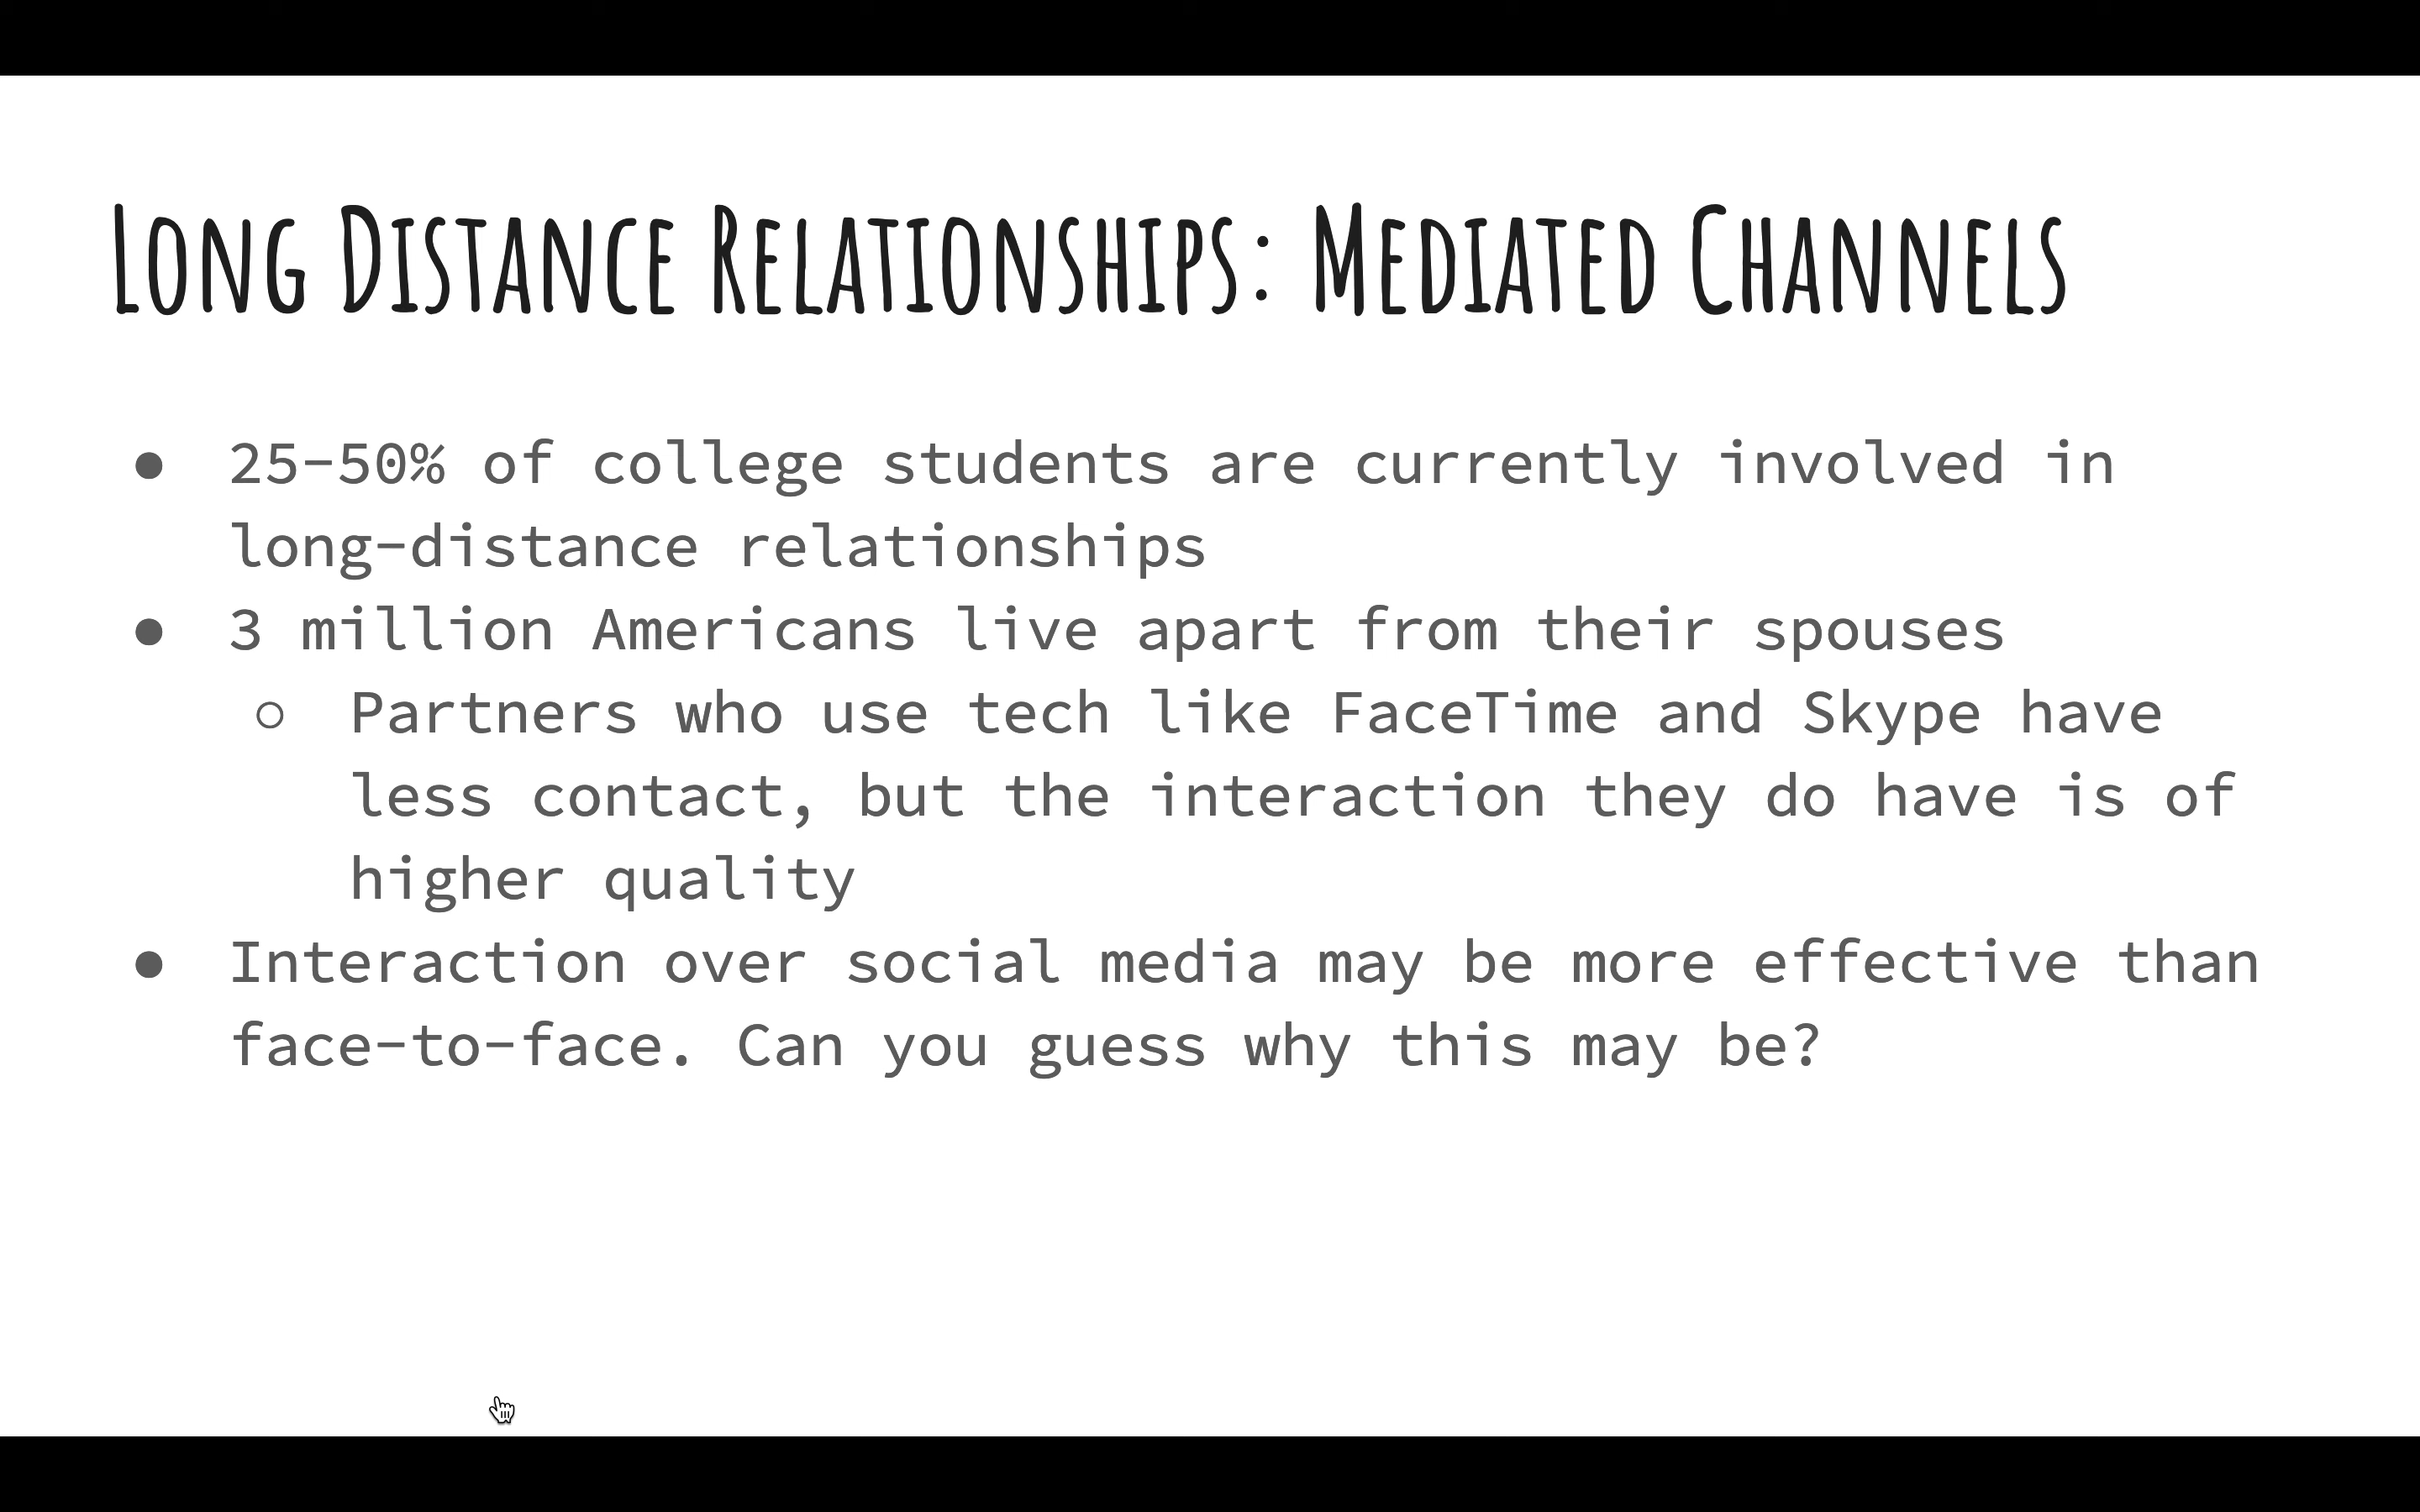 Long Distance Relationships: Mediated Channels
● 25-50% of college students are currently involved in
long-distance relationships
● 3 million Americans live apart from their spouses
○ Partners who use tech like FaceTime and Skype have
less contact, but the interaction they do have is of
higher quality
● Interaction over social media may be more effective than
face-to-face. Can you guess why this may be?